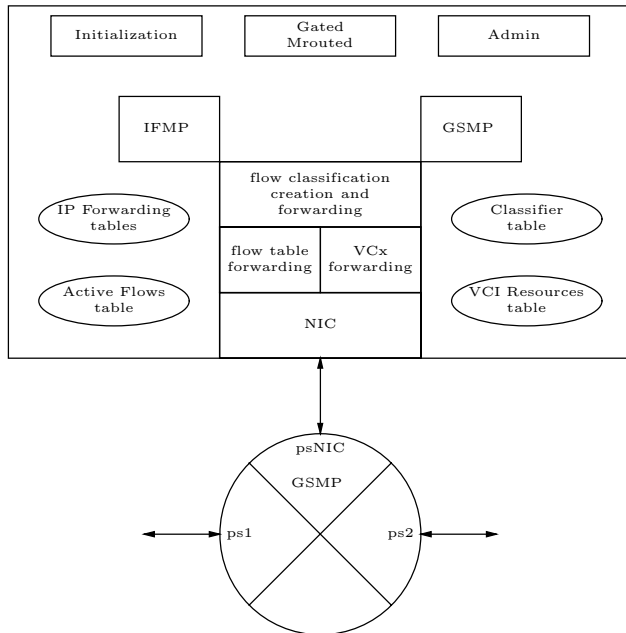 Initialization
Gated
Mrouted
Admin
IFMP
GSMP
flow classification
creation and
forwarding
IP Forwarding
tables
Classifier
table
flow table
forwarding
VCx
forwarding
Active Flows
table
VCI Resources
table
NIC
psNIC
GSMP
ps1
ps2